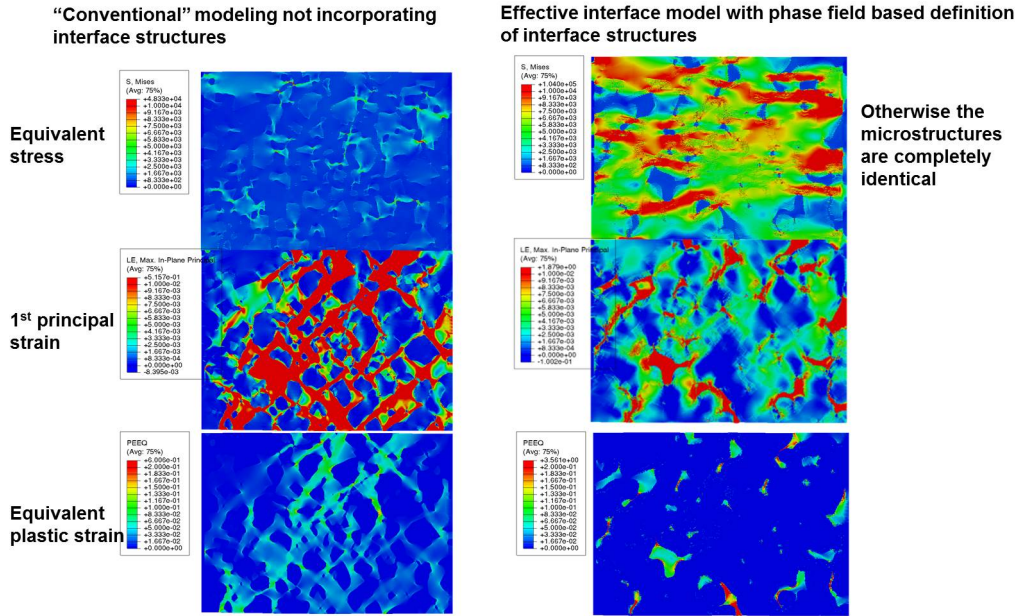 “Conventional” modeling not incorporating
interface structures
Effective interface model with phase field based definition
of interface structures
Equivalent
stress
S, Mises
(Avg: 75%)
+4.833e+04
+1.000e+04
+9.167e+03
+8.333e+03
+7.500e+03
+6.667e+03
+5.833e+03
+5.000e+03
+4.167e+03
+3.333e+03
+2.500e+03
+1.667e+03
+8.333e+02
+0.000e+00
S, Mises
(Avg: 75%)
+1.040e+05
+1.000e+04
+9.167e+03
+8.333e+03
+7.500e+03
+6.667e+03
+5.833e+03
+5.000e+03
+4.167e+03
+3.333e+03
+2.500e+03
+1.667e+03
+8.333e+02
+0.000e+00
Otherwise the
microstructures
are completely
identical
1st principal
strain
LE, Max. In-Plane Principal
(Avg: 75%)
+5.157e-01
+1.000e-02
+9.167e-03
+8.333e-03
+7.500e-03
+6.667e-03
+5.833e-03
+5.000e-03
+4.167e-03
+3.333e-03
+2.500e-03
+1.667e-03
+8.333e-04
+0.000e+00
-8.395e-03
LE, Max. In-Plane Principal
(Avg: 75%)
+1.879e+00
+1.000e-02
+9.167e-03
+8.333e-03
+7.500e-03
+6.667e-03
+5.833e-03
+5.000e-03
+4.167e-03
+3.333e-03
+2.500e-03
+1.667e-03
+8.333e-04
+0.000e+00
-1.002e-01
Equivalent
plastic strain
PEEQ
(Avg: 75%)
+6.006e-01
+2.000e-01
+1.833e-01
+1.667e-01
+1.500e-01
+1.333e-01
+1.167e-01
+1.000e-01
+8.333e-02
+6.667e-02
+5.000e-02
+3.333e-02
+1.667e-02
+0.000e+00
PEEQ
(Avg: 75%)
+3.561e+00
+2.000e-01
+1.833e-01
+1.667e-01
+1.500e-01
+1.333e-01
+1.167e-01
+1.000e-01
+8.333e-02
+6.667e-02
+5.000e-02
+3.333e-02
+1.667e-02
+0.000e+00